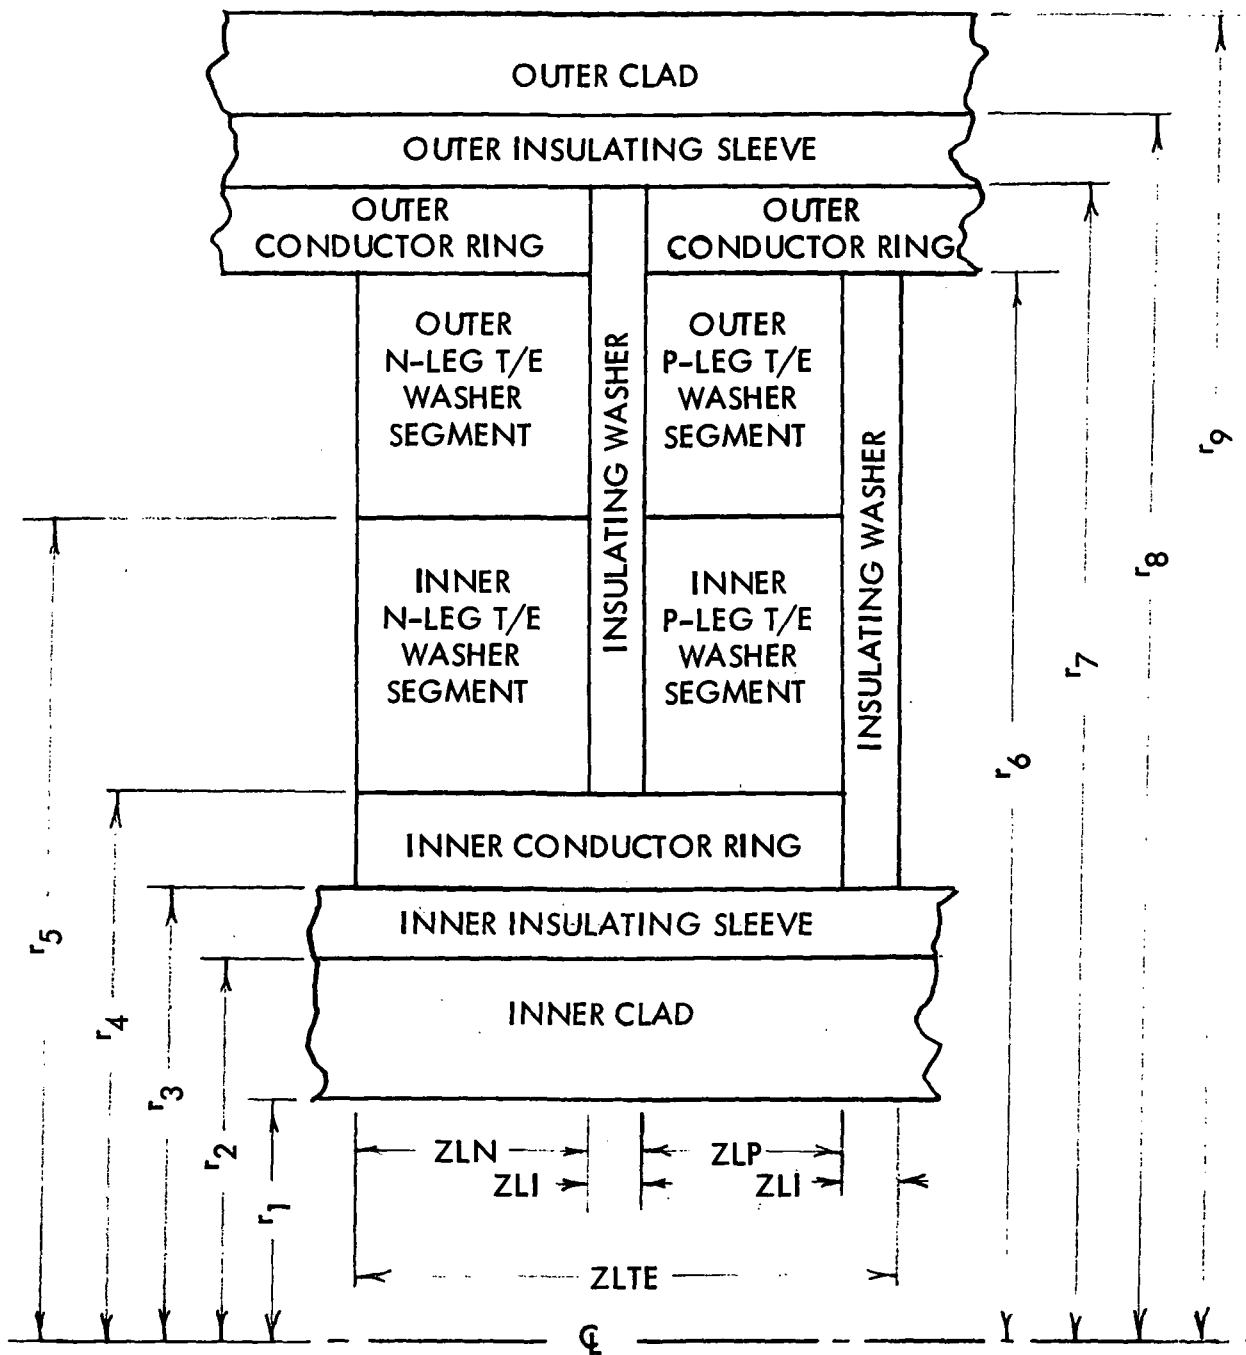 OUTER CLAD
OUTER INSULATING SLEEVE
OUTER
CONDUCTOR RING
OUTER
CONDUCTOR RING
OUTER
N-LEG T/E
WASHER
SEGMENT
INSULATING WASHER
OUTER
P-LEG T/E
WASHER
SEGMENT
INSULATING WASHER
INNER
N-LEG T/E
WASHER
SEGMENT
INNER
P-LEG T/E
WASHER
SEGMENT
INNER CONDUCTOR RING
INNER INSULATING SLEEVE
INNER CLAD
r5
r4
r3
r2
r1
r6
r7
r8
r9
ZLN
ZLP
ZLI
ZLI
ZLTE
℄